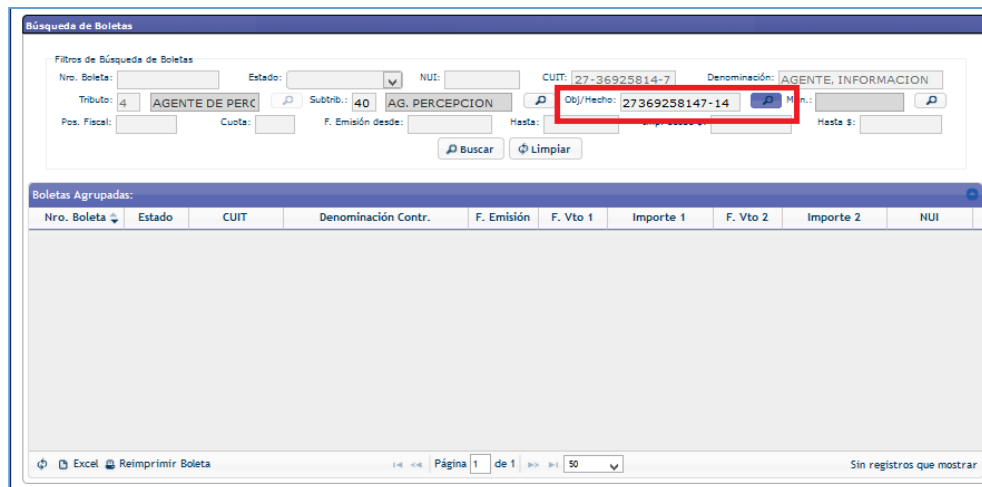 Búsqueda de Boletas
Filtros de Búsqueda de Boletas
Nro. Boleta: Estado: NUI: CUIT: 27-36925814-7 Denominación: AGENTE, INFORMACION
Tributo: 4 AGENTE DE PERC Subtrib.: 40 AG. PERCEPCION Obj/Hecho: 27369258147-14
Pos. Fiscal: Cuota: F. Emisión desde: Hasta: Hasta $:
Buscar Limpiar
Boletas Agrupadas:
Nro. Boleta Estado CUIT Denominación Contr. F. Emisión F. Vto 1 Importe 1 F. Vto 2 Importe 2 NUI
Excel Reimprimir Boleta Página 1 de 1 50 Sin registros que mostrar